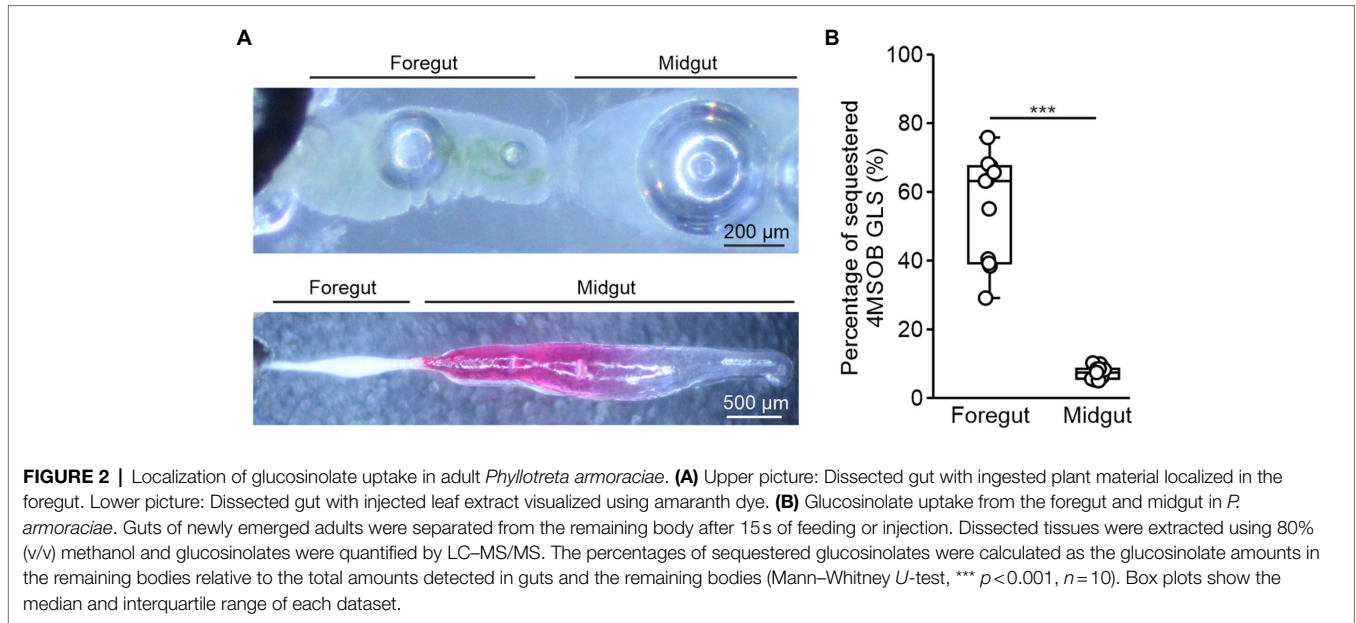 A
Foregut
Midgut
200 µm
Foregut
Midgut
500 µm
B
Percentage of sequestered
4MSOB GLS (%)
100
80
60
40
20
0
***
Foregut
Midgut
FIGURE 2 | Localization of glucosinolate uptake in adult Phyllotreta armoraciae. (A) Upper picture: Dissected gut with ingested plant material localized in the
foregut. Lower picture: Dissected gut with injected leaf extract visualized using amaranth dye. (B) Glucosinolate uptake from the foregut and midgut in P.
armoraciae. Guts of newly emerged adults were separated from the remaining body after 15 s of feeding or injection. Dissected tissues were extracted using 80%
(v/v) methanol and glucosinolates were quantified by LC–MS/MS. The percentages of sequestered glucosinolates were calculated as the glucosinolate amounts in
the remaining bodies relative to the total amounts detected in guts and the remaining bodies (Mann–Whitney U-test, *** p < 0.001, n = 10). Box plots show the
median and interquartile range of each dataset.